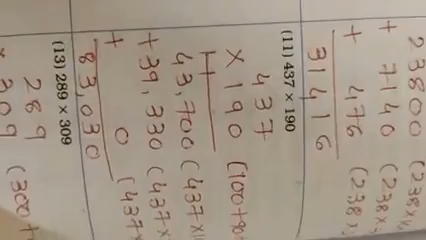 23800 (238×
+ 7140 (238×
+ 476 (238×
31416
(11) 437 × 190
437
× 190 (100+90
43,700 (437×
+39,330 (437×
+ 0 (437×
83,030
(13) 289 × 309
289
×309 (300+